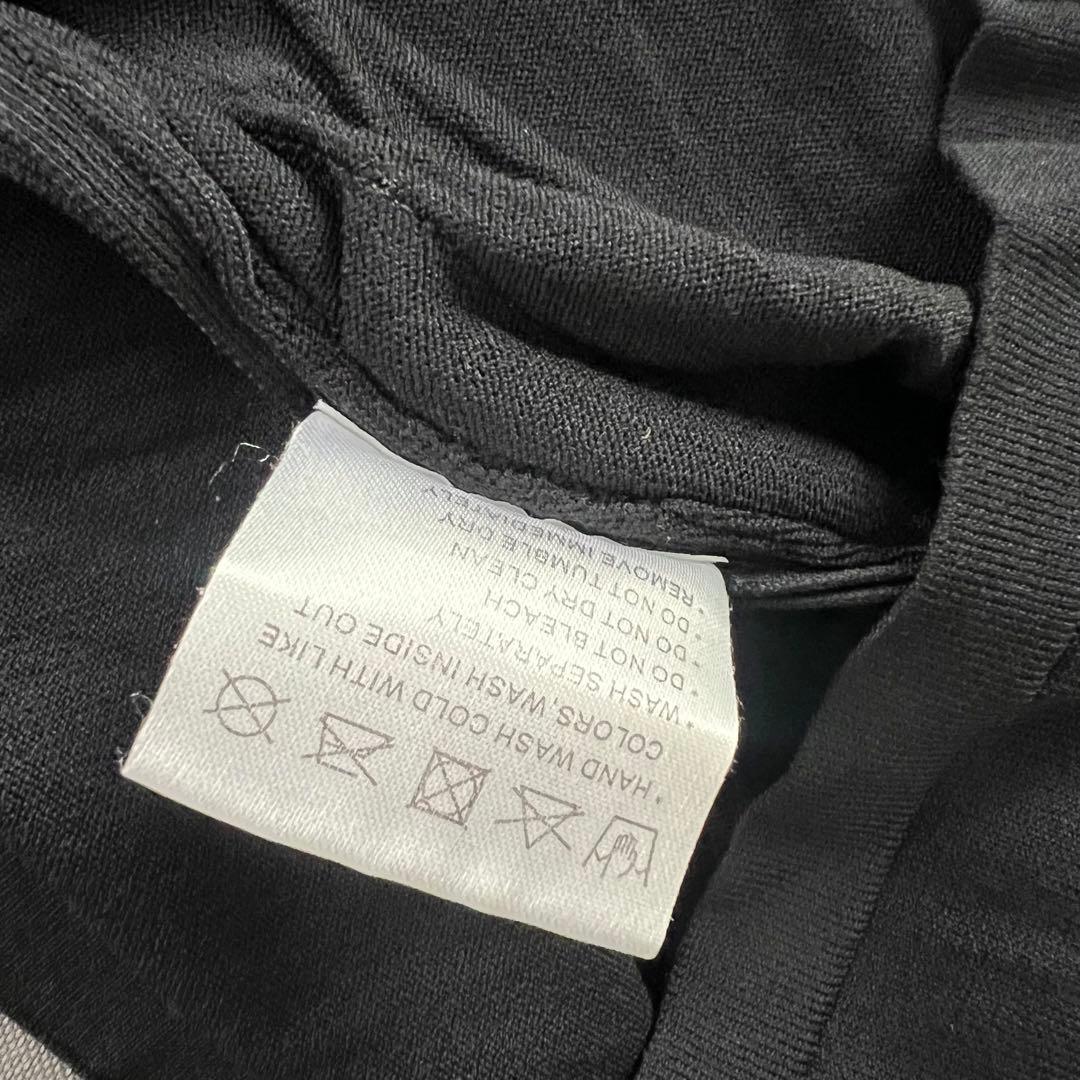 * HAND WASH COLD WITH LIKE
COLORS, WASH INSIDE OUT
* WASH SEPARATELY
* DO NOT BLEACH
* DO NOT DRY CLEAN
* DO NOT TUMBLE DRY
* REMOVE IMMEDIATELY